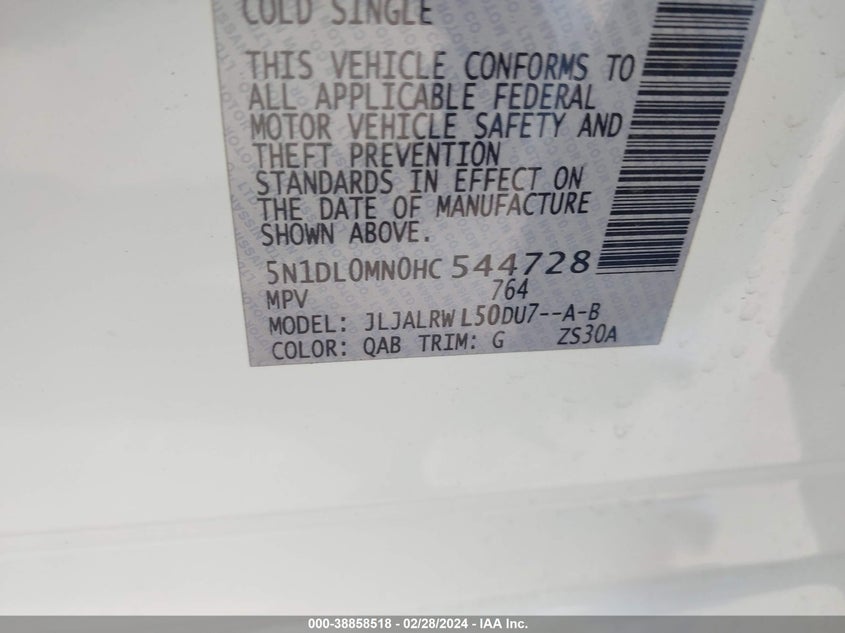 COLD SINGLE
THIS VEHICLE CONFORMS TO
ALL APPLICABLE FEDERAL
MOTOR VEHICLE SAFETY AND
THEFT PREVENTION
STANDARDS IN EFFECT ON
THE DATE OF MANUFACTURE
SHOWN ABOVE.
5N1DL0MN0HC 544728
MPV 764
MODEL: JLJALRW L50DU7--A-B
COLOR: QAB TRIM: G ZS30A
000-38858518 - 02/28/2024 - IAA Inc.